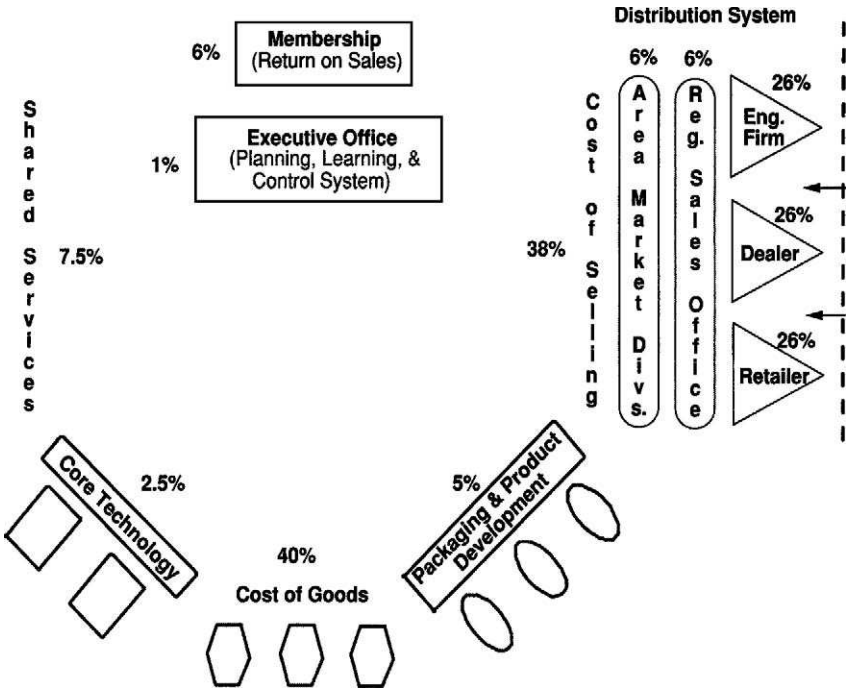 Distribution System
6%
Membership
(Return on Sales)
1%
Executive Office
(Planning, Learning, &
Control System)
Shared Services
7.5%
38%
Cost of Selling
6%
Area Market Divs.
6%
Reg. Sales Office
26%
Eng.
Firm
26%
Dealer
26%
Retailer
2.5%
Core Technology
5%
Packaging & Product
Development
40%
Cost of Goods